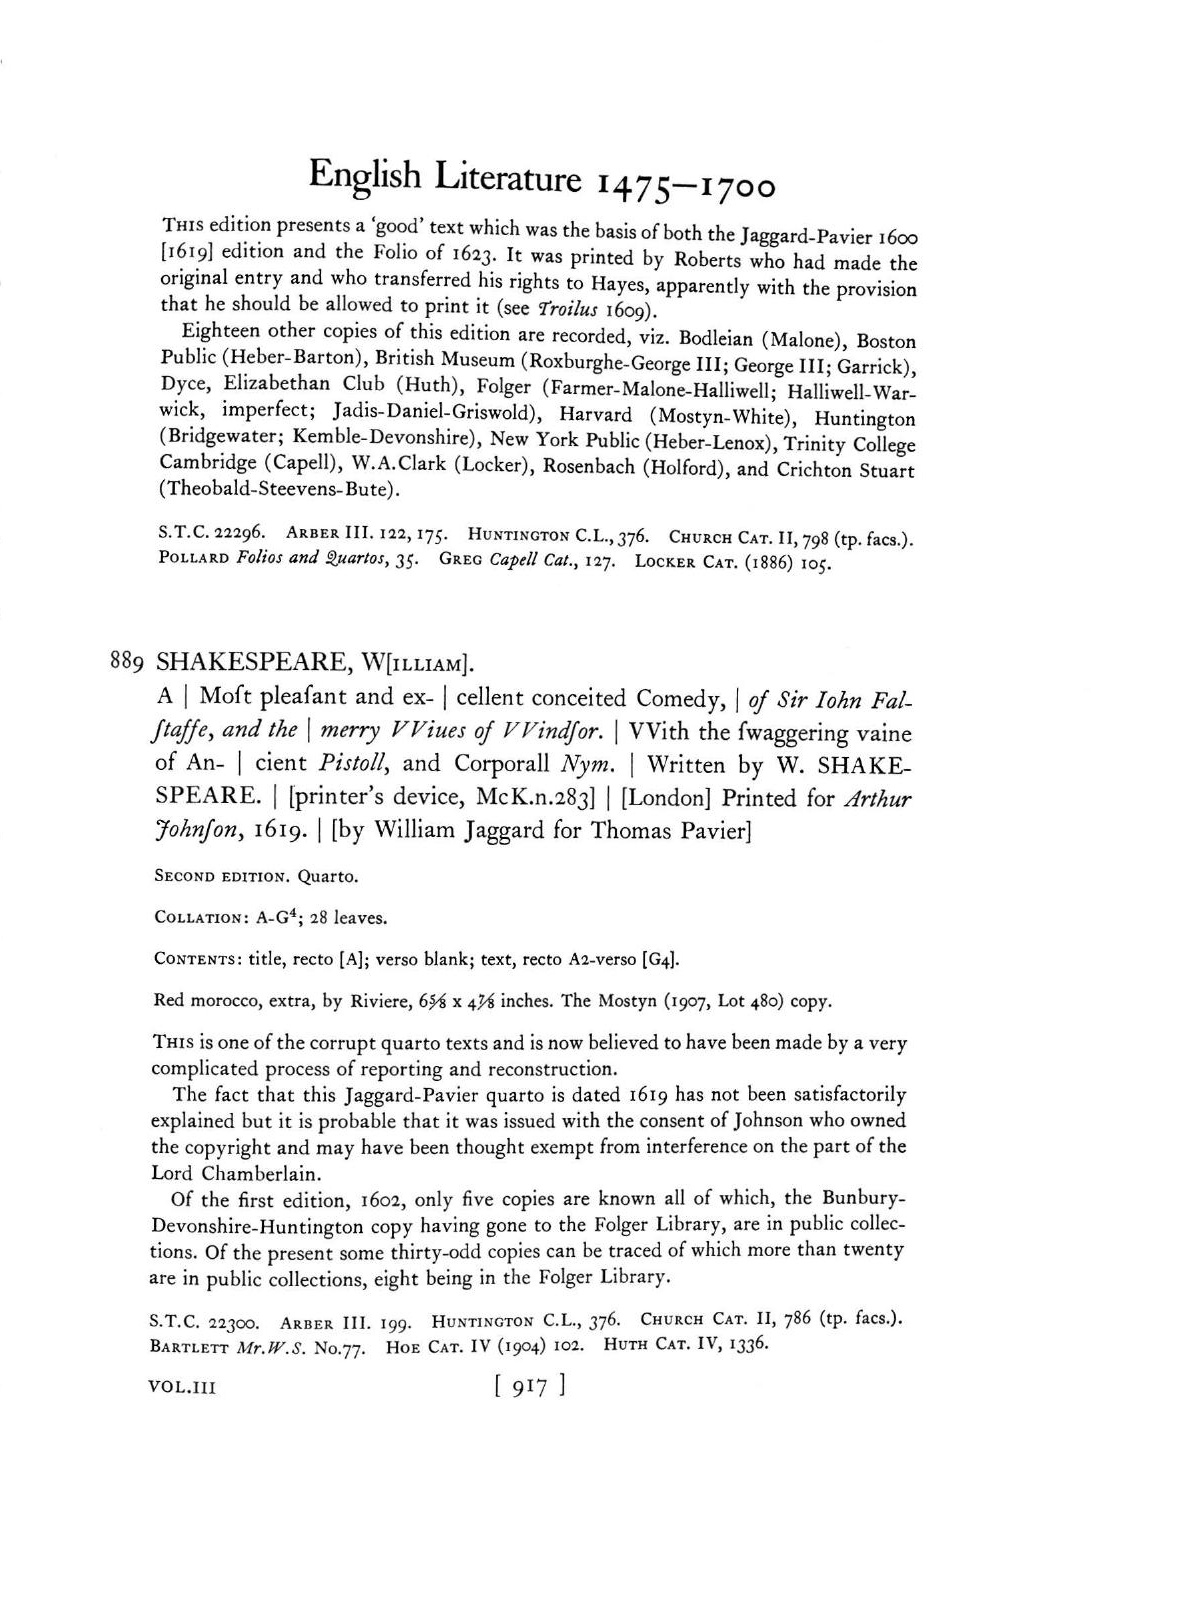 English Literature 1475—1700
THIS edition presents a ‘good’ text which was the basis of both the Jaggard-Pavier 1600
[1619] edition and the Folio of 1623. It was printed by Roberts who had made the
original entry and who transferred his rights to Hayes, apparently with the provision
that he should be allowed to print it (see Troilus 1609).
Eighteen other copies of this edition are recorded, viz. Bodleian (Malone), Boston
Public (Heber-Barton), British Museum (Roxburghe-George III; George III; Garrick),
Dyce, Elizabethan Club (Huth), Folger (Farmer-Malone-Halliwell; Halliwell-War-
wick, imperfect; Jadis-Daniel-Griswold), Harvard (Mostyn-White), Huntington
(Bridgewater; Kemble-Devonshire), New York Public (Heber-Lenox), Trinity College
Cambridge (Capell), W.A.Clark (Locker), Rosenbach (Holford), and Crichton Stuart
(Theobald-Steevens-Bute).
S.T.C. 22296. ARBER III. 122, 175. HUNTINGTON C.L., 376. CHURCH CAT. II, 798 (tp. facs.).
POLLARD Folios and Quartos, 35. GREG Capell Cat., 127. LOCKER CAT. (1886) 105.
889 SHAKESPEARE, W[ILLIAM].
A | Moſt pleaſant and ex- | cellent conceited Comedy, | of Sir Iohn Fal-
ſtaffe, and the | merry VViues of VVindſor. | VVith the ſwaggering vaine
of An- | cient Pistoll, and Corporall Nym. | Written by W. SHAKE-
SPEARE. | [printer’s device, McK.n.283] | [London] Printed for Arthur
Johnſon, 1619. | [by William Jaggard for Thomas Pavier]
SECOND EDITION. Quarto.
COLLATION: A-G⁴; 28 leaves.
CONTENTS: title, recto [A]; verso blank; text, recto A2-verso [G4].
Red morocco, extra, by Riviere, 6⅝ x 4⅞ inches. The Mostyn (1907, Lot 480) copy.
THIS is one of the corrupt quarto texts and is now believed to have been made by a very
complicated process of reporting and reconstruction.
The fact that this Jaggard-Pavier quarto is dated 1619 has not been satisfactorily
explained but it is probable that it was issued with the consent of Johnson who owned
the copyright and may have been thought exempt from interference on the part of the
Lord Chamberlain.
Of the first edition, 1602, only five copies are known all of which, the Bunbury-
Devonshire-Huntington copy having gone to the Folger Library, are in public collec-
tions. Of the present some thirty-odd copies can be traced of which more than twenty
are in public collections, eight being in the Folger Library.
S.T.C. 22300. ARBER III. 199. HUNTINGTON C.L., 376. CHURCH CAT. II, 786 (tp. facs.).
BARTLETT Mr.W.S. No.77. HOE CAT. IV (1904) 102. HUTH CAT. IV, 1336.
VOL.III [ 917 ]